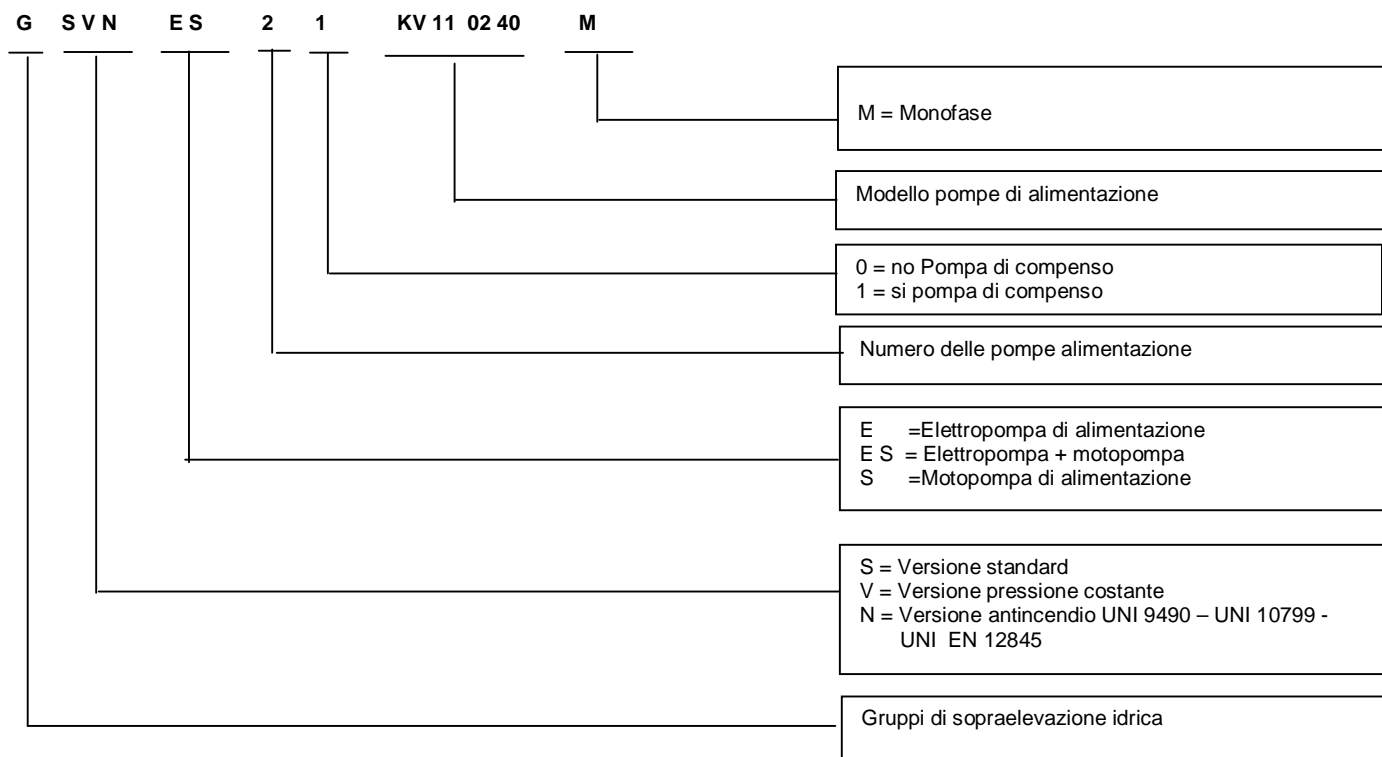 G S V N E S 2 1 KV 11 02 40 M
M = Monofase
Modello pompe di alimentazione
0 = no Pompa di compenso
1 = si pompa di compenso
Numero delle pompe alimentazione
E =Elettropompa di alimentazione
E S = Elettropompa + motopompa
S =Motopompa di alimentazione
S = Versione standard
V = Versione pressione costante
N = Versione antincendio UNI 9490 – UNI 10799 -
UNI EN 12845
Gruppi di sopraelevazione idrica